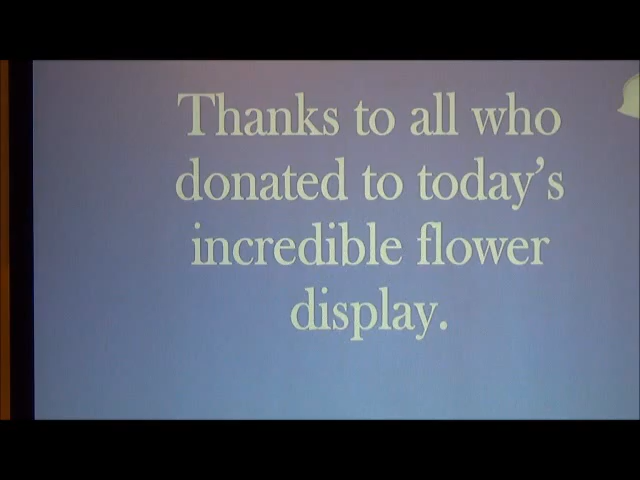 Thanks to all who
donated to today's
incredible flower
display.